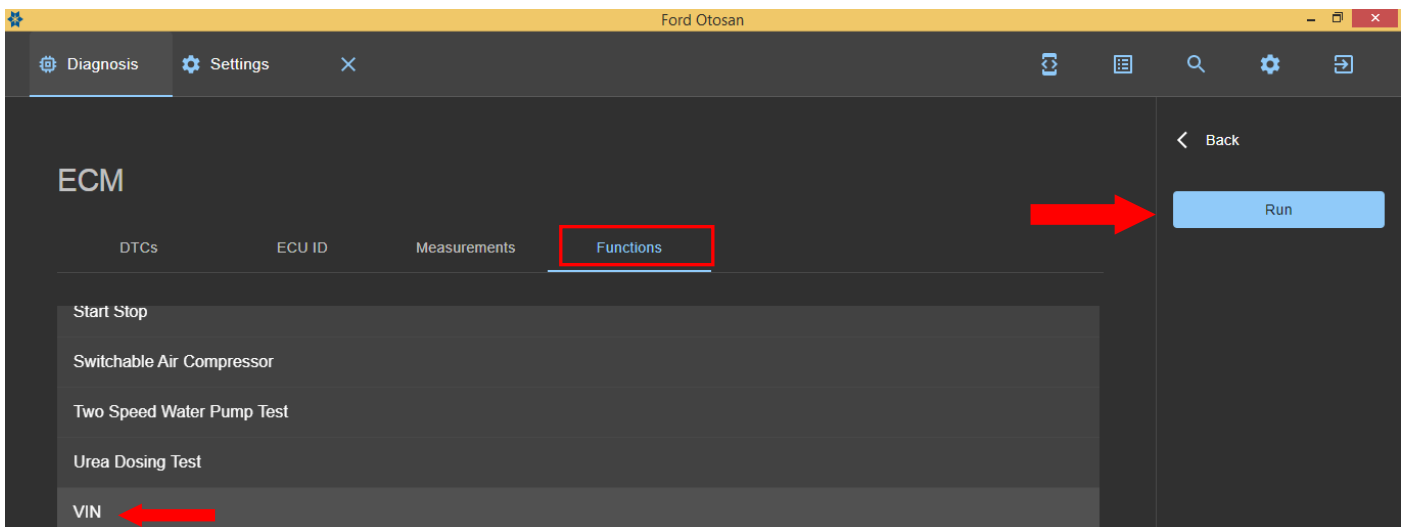 Ford Otosan
Diagnosis Settings
Back
ECM
Run
DTCs ECU ID Measurements Functions
Start Stop
Switchable Air Compressor
Two Speed Water Pump Test
Urea Dosing Test
VIN